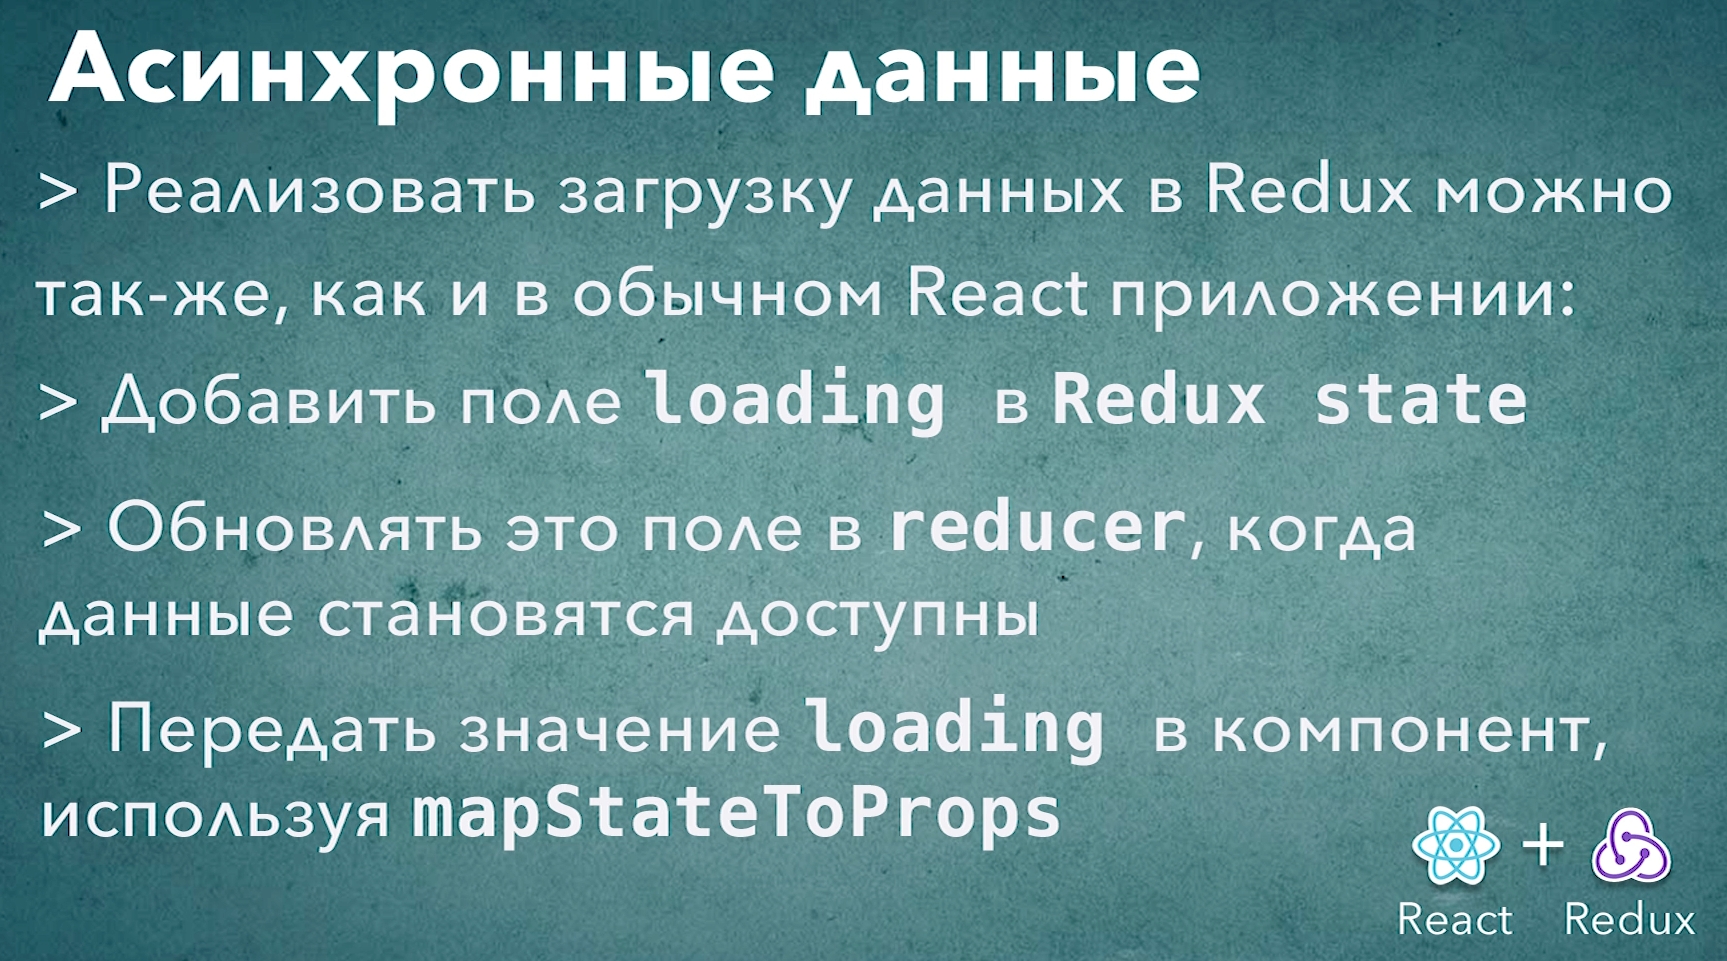 Асинхронные данные
> Реализовать загрузку данных в Redux можно
так-же, как и в обычном React приложении:
> Добавить поле loading в Redux state
> Обновлять это поле в reducer, когда
данные становятся доступны
> Передать значение loading в компонент,
используя mapStateToProps
+
React Redux